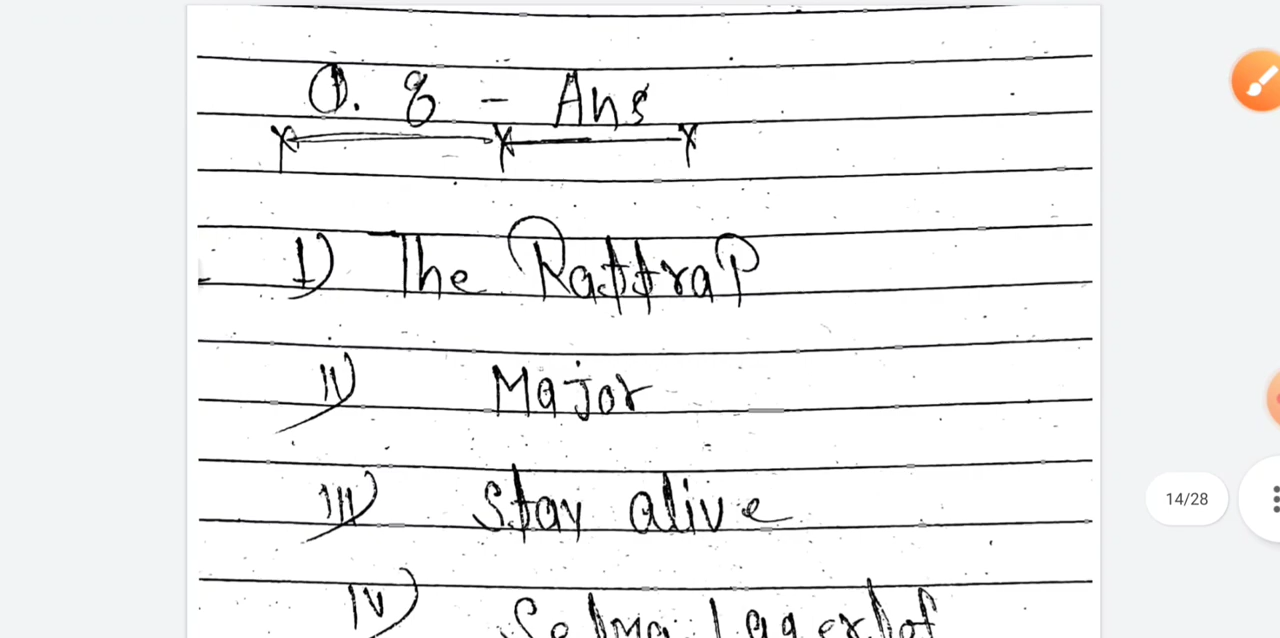 Q. 8 - Ans
I) The Rattrap
II) Major
III) Stay alive
14/28
IV) Selma Lagerlof